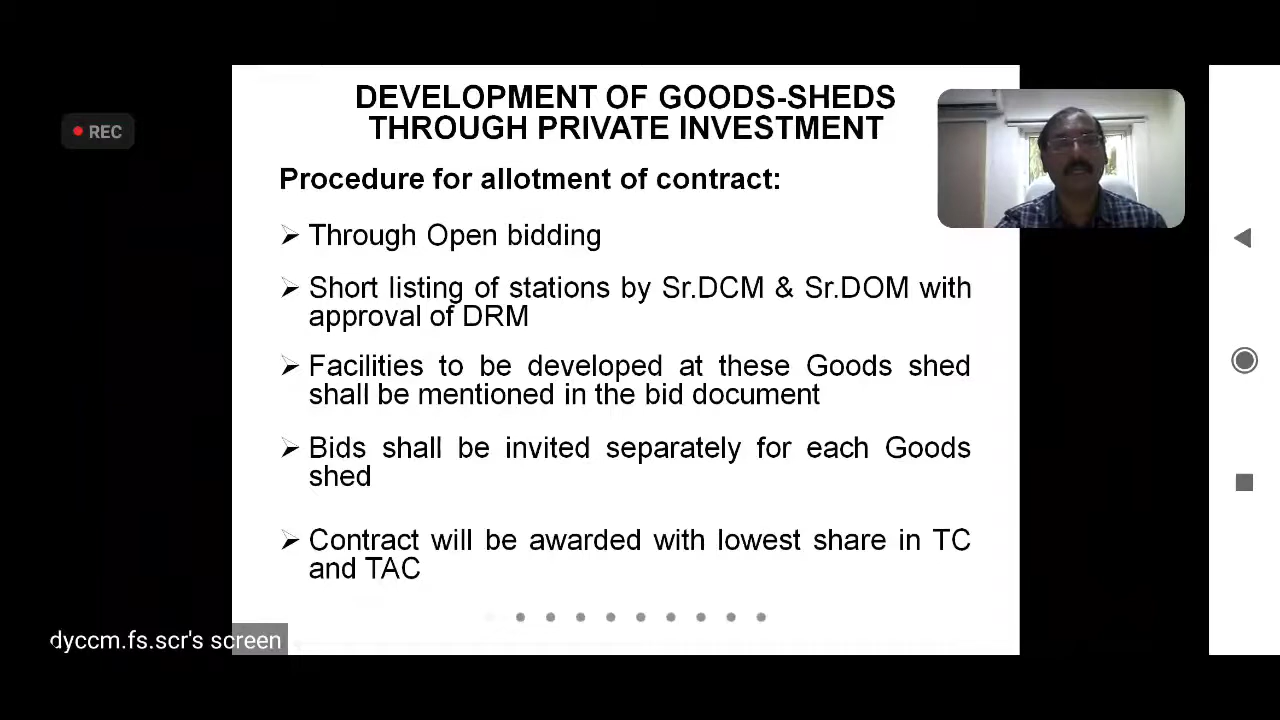 DEVELOPMENT OF GOODS-SHEDS
THROUGH PRIVATE INVESTMENT
REC
Procedure for allotment of contract:
➢ Through Open bidding
➢ Short listing of stations by Sr.DCM & Sr.DOM with
approval of DRM
➢ Facilities to be developed at these Goods shed
shall be mentioned in the bid document
➢ Bids shall be invited separately for each Goods
shed
➢ Contract will be awarded with lowest share in TC
and TAC
dyccm.fs.scr's screen